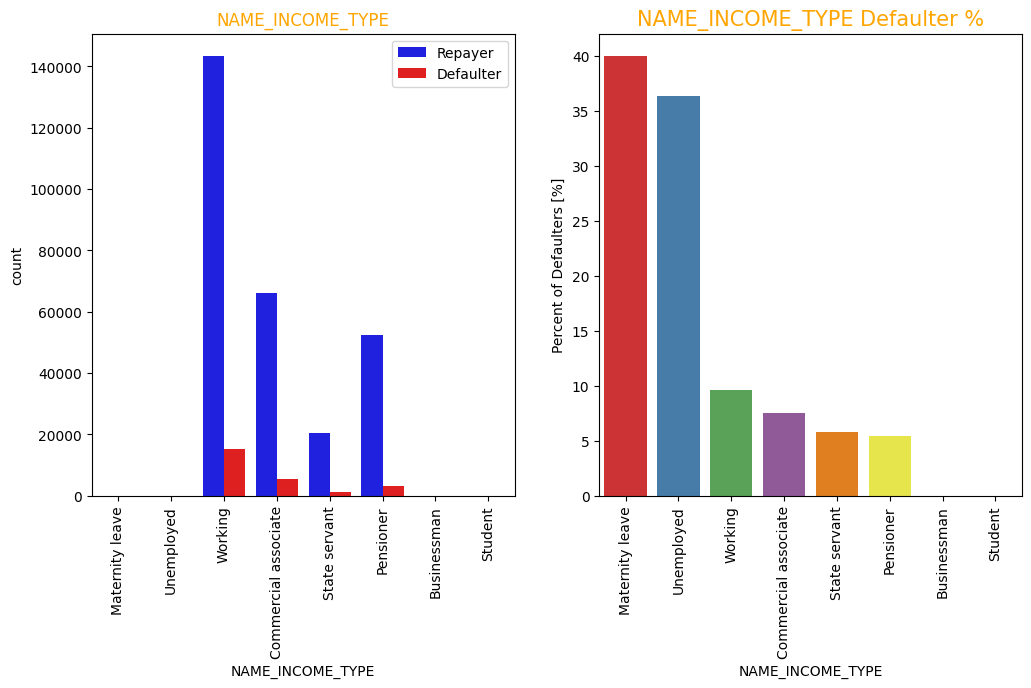 NAME_INCOME_TYPE
Repayer
Defaulter
count
140000
120000
100000
80000
60000
40000
20000
0
Maternity leave
Unemployed
Working
Commercial associate
State servant
Pensioner
Businessman
Student
NAME_INCOME_TYPE
NAME_INCOME_TYPE Defaulter %
Percent of Defaulters [%]
40
35
30
25
20
15
10
5
0
Maternity leave
Unemployed
Working
Commercial associate
State servant
Pensioner
Businessman
Student
NAME_INCOME_TYPE